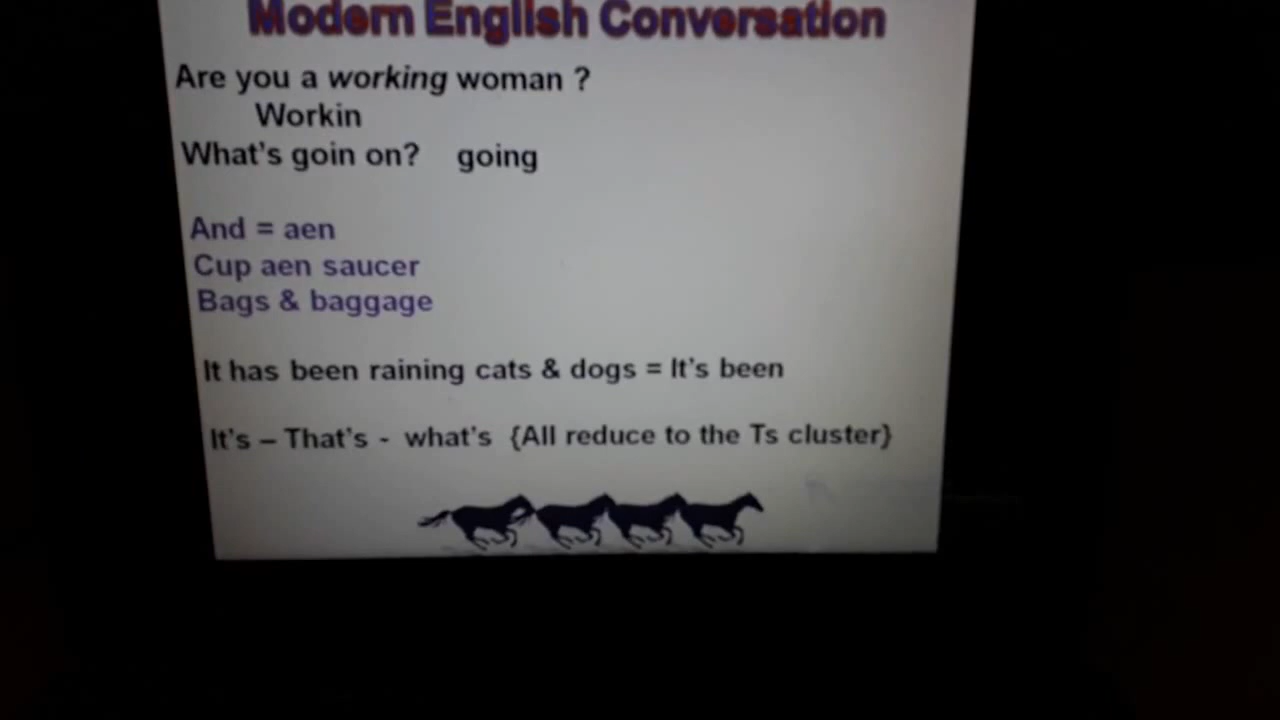 Modern English Conversation
Are you a working woman ?
Workin
What's goin on? going
And = aen
Cup aen saucer
Bags & baggage
It has been raining cats & dogs = It's been
It's – That's - what's {All reduce to the Ts cluster}